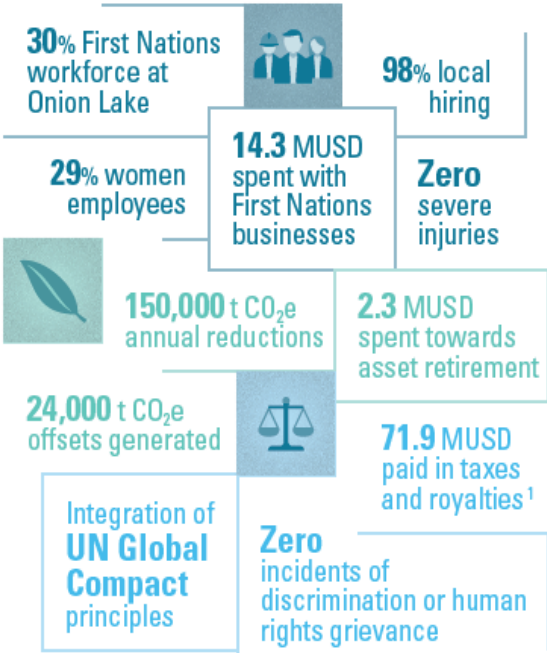 30% First Nations
workforce at
Onion Lake
98% local
hiring
29% women
employees
14.3 MUSD
spent with
First Nations
businesses
Zero
severe
injuries
150,000 t CO₂e
annual reductions
2.3 MUSD
spent towards
asset retirement
24,000 t CO₂e
offsets generated
71.9 MUSD
paid in taxes
and royalties¹
Integration of
UN Global
Compact
principles
Zero
incidents of
discrimination or human
rights grievance